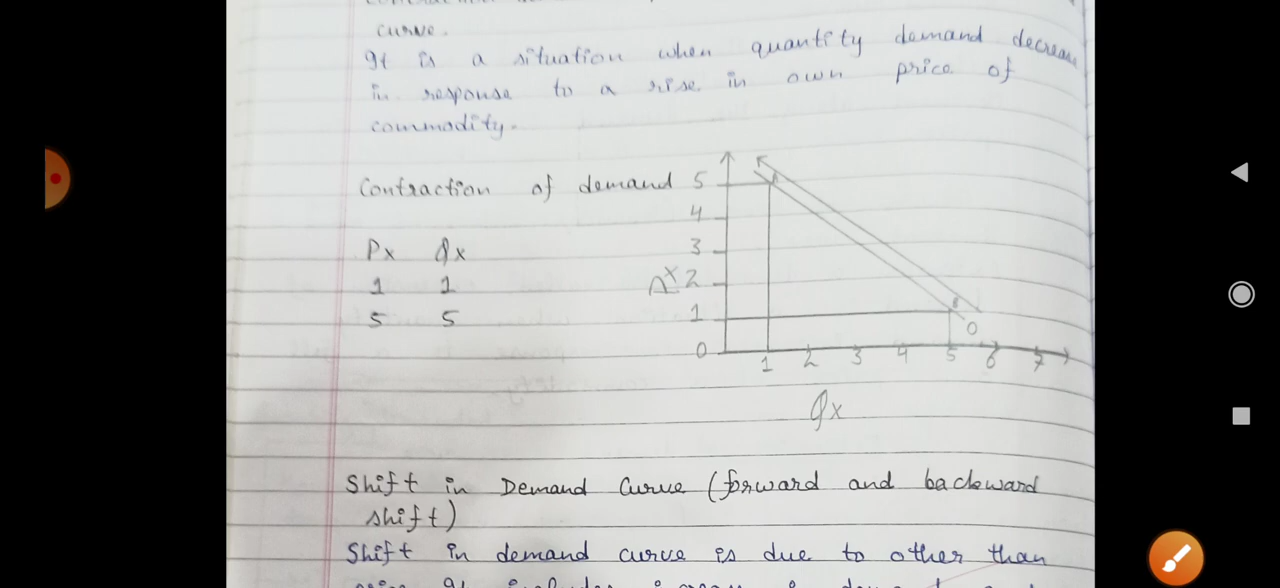 curve.
It is a situation when quantity demand decrease
in response to a rise in own price of
commodity.
Contraction of demand
Px Qx
1 1
5 5
5
4
3
2
1
0
1 2 3 4 5 6 7
Qx
Shift in Demand Curve (forward and backward
shift)
Shift in demand curve is due to other than